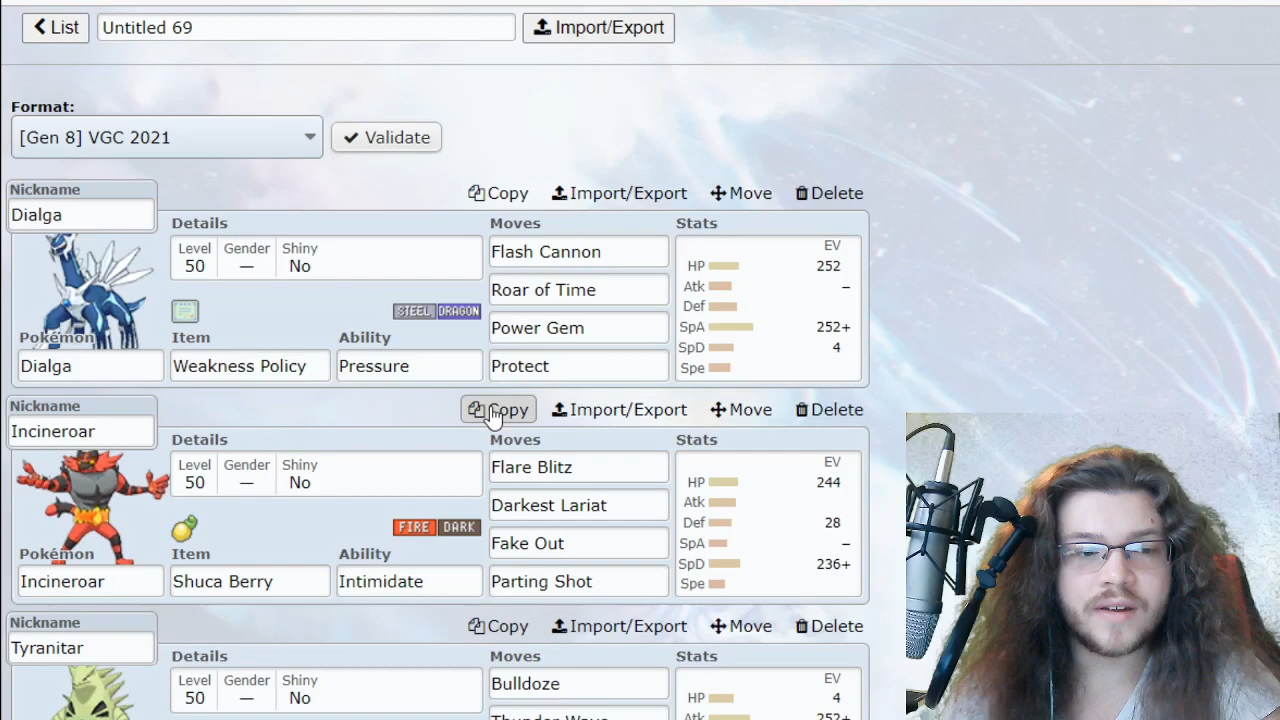 List
Untitled 69
Import/Export
Format:
[Gen 8] VGC 2021
Validate
Copy Import/Export Move Delete
Nickname
Dialga
Details
Level Gender Shiny
50 — No
STEEL DRAGON
Pokémon Item Ability
Dialga Weakness Policy Pressure
Moves
Flash Cannon
Roar of Time
Power Gem
Protect
Stats
EV
HP 252
Atk –
Def
SpA 252+
SpD 4
Spe
Copy Import/Export Move Delete
Nickname
Incineroar
Details
Level Gender Shiny
50 — No
FIRE DARK
Pokémon Item Ability
Incineroar Shuca Berry Intimidate
Moves
Flare Blitz
Darkest Lariat
Fake Out
Parting Shot
Stats
EV
HP 244
Atk
Def 28
SpA –
SpD 236+
Spe
Copy Import/Export Move Delete
Nickname
Tyranitar
Details
Level Gender Shiny
50 — No
Moves
Bulldoze
Thunder Wave
Stats
EV
HP 4
Atk 252+